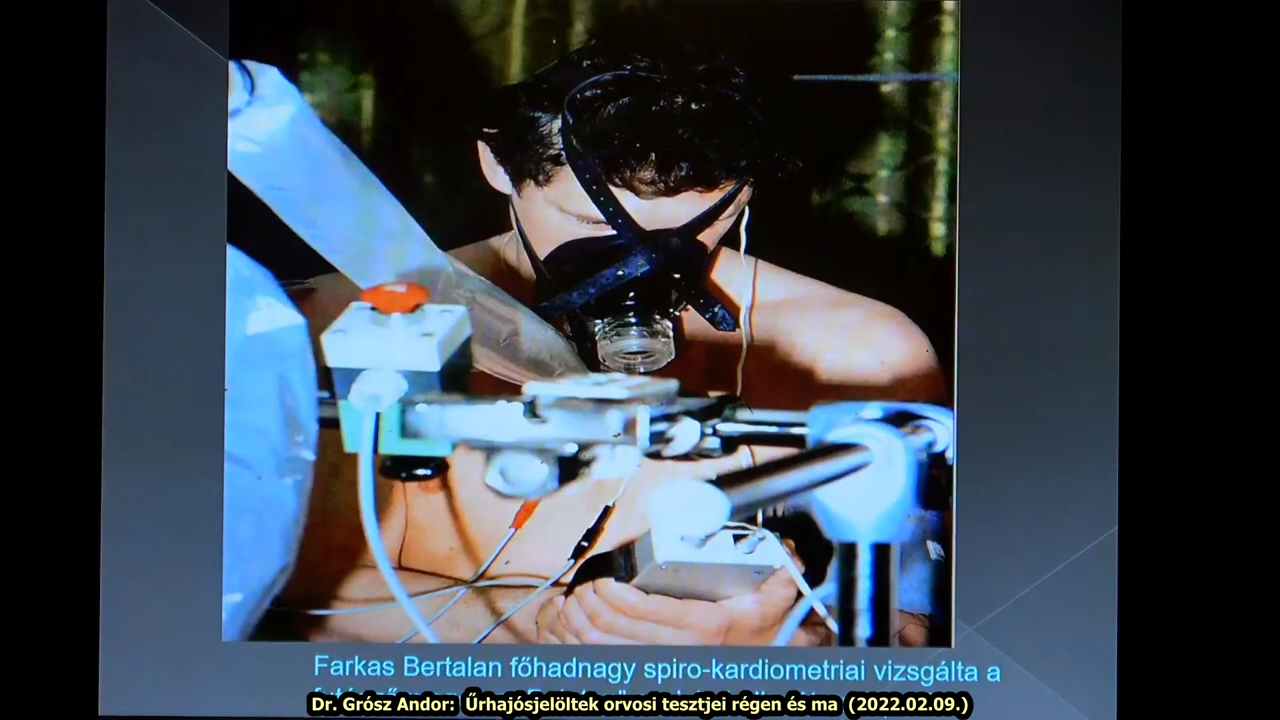 Farkas Bertalan főhadnagy spiro-kardiometriai vizsgálta a
Dr. Grósz Andor: Űrhajósjelöltek orvosi tesztjei régen és ma (2022.02.09.)